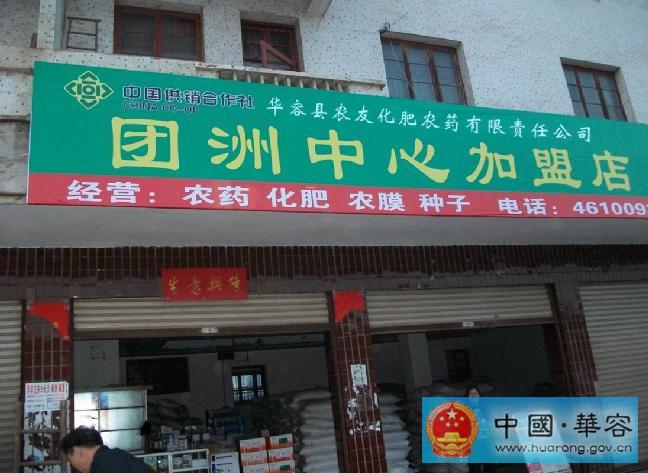 中国供销合作社
CHINA CO-OP
华容县农友化肥农药有限责任公司
团洲中心加盟店
经营：农药 化肥 农膜 种子 电话：461009
生意興隆
中國·華容
www.huarong.gov.cn